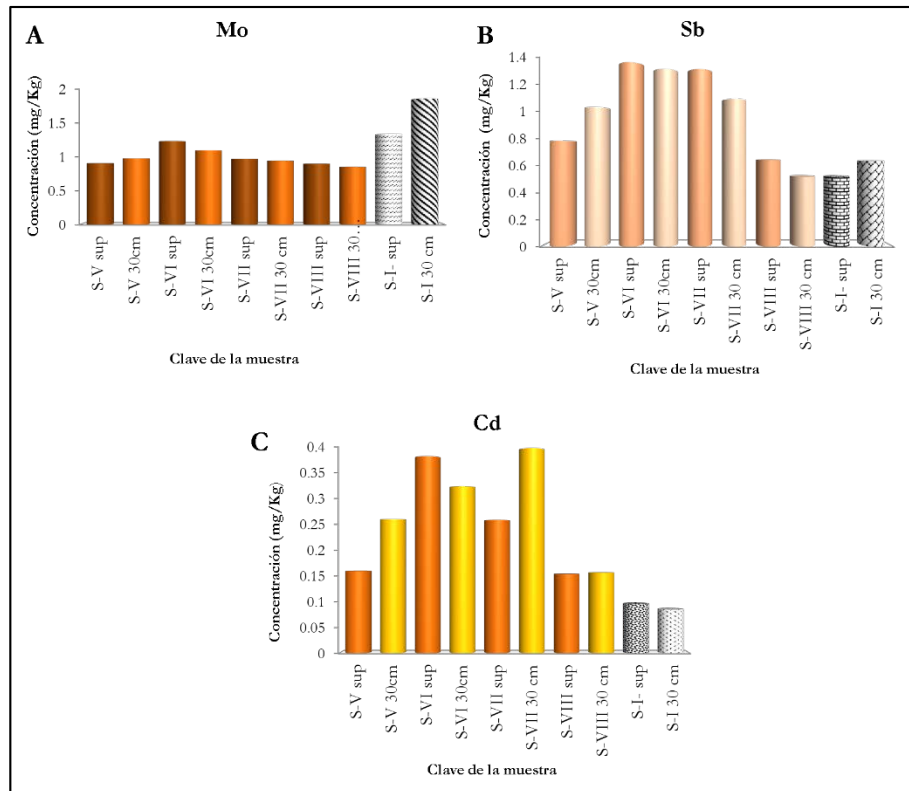 A
Mo
Concentración (mg/Kg)
2
1.5
1
0.5
0
S-V sup
S-V 30cm
S-VI sup
S-VI 30cm
S-VII sup
S-VII 30 cm
S-VIII sup
S-VIII 30…
S-I- sup
S-I 30 cm
Clave de la muestra
B
Sb
Concentración (mg/Kg)
1.4
1.2
1
0.8
0.6
0.4
0.2
0
S-V sup
S-V 30cm
S-VI sup
S-VI 30cm
S-VII sup
S-VII 30 cm
S-VIII sup
S-VIII 30 cm
S-I- sup
S-I 30 cm
Clave de la muestra
C
Cd
Concentración (mg/Kg)
0.4
0.35
0.3
0.25
0.2
0.15
0.1
0.05
0
S-V sup
S-V 30cm
S-VI sup
S-VI 30cm
S-VII sup
S-VII 30 cm
S-VIII sup
S-VIII 30 cm
S-I- sup
S-I 30 cm
Clave de la muestra